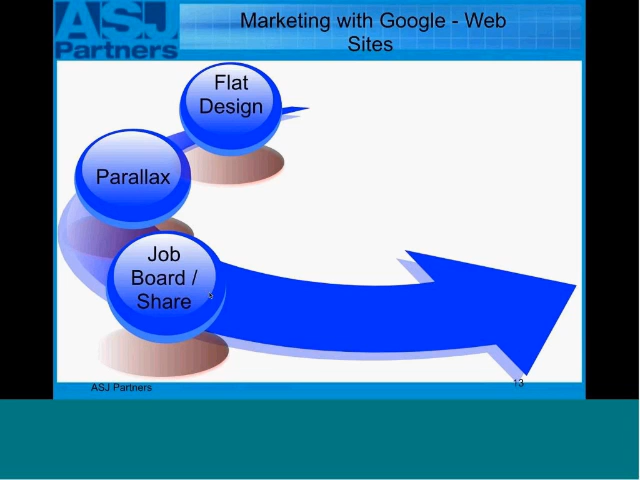 ASJ
Partners
Marketing with Google - Web
Sites
Flat
Design
Parallax
Job
Board /
Share
ASJ Partners
13